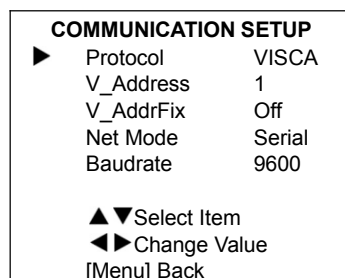 COMMUNICATION SETUP
▶ Protocol VISCA
V_Address 1
V_AddrFix Off
Net Mode Serial
Baudrate 9600
▲▼Select Item
◀▶Change Value
[Menu] Back